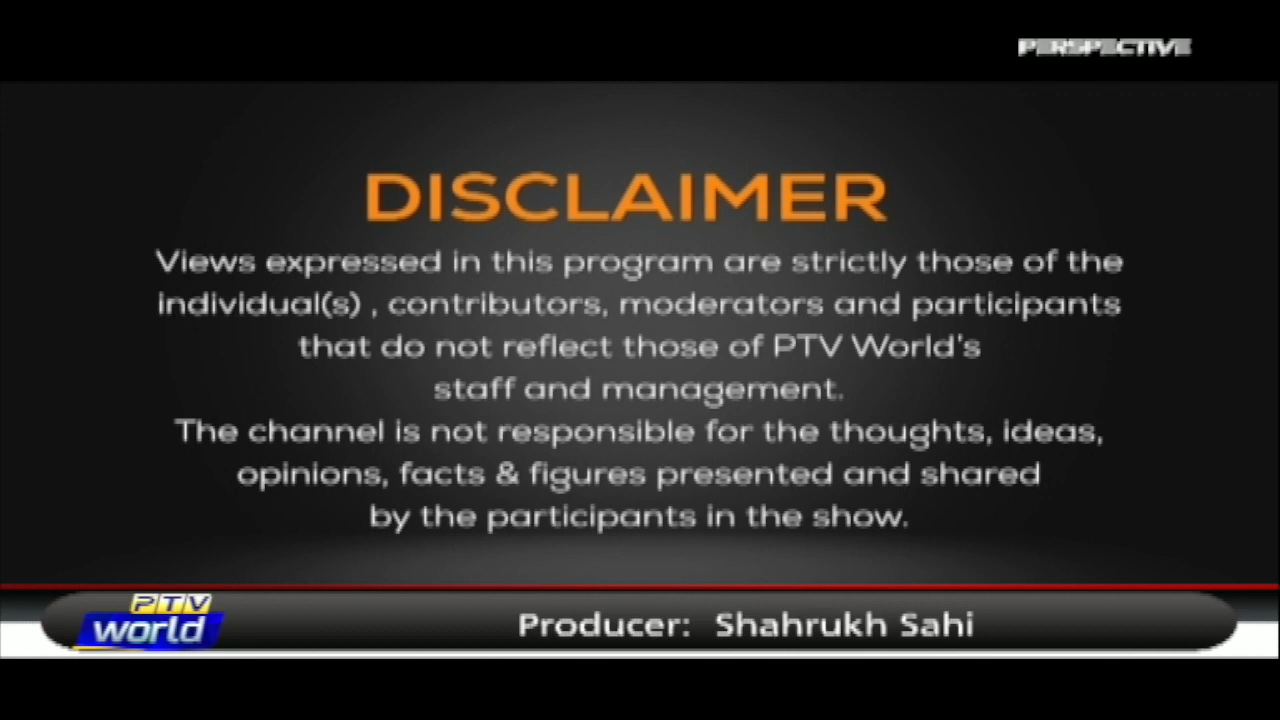 PERSPECTIVE
DISCLAIMER
Views expressed in this program are strictly those of the
individual(s) , contributors, moderators and participants
that do not reflect those of PTV World's
staff and management.
The channel is not responsible for the thoughts, ideas,
opinions, facts & figures presented and shared
by the participants in the show.
PTV
world
Producer: Shahrukh Sahi